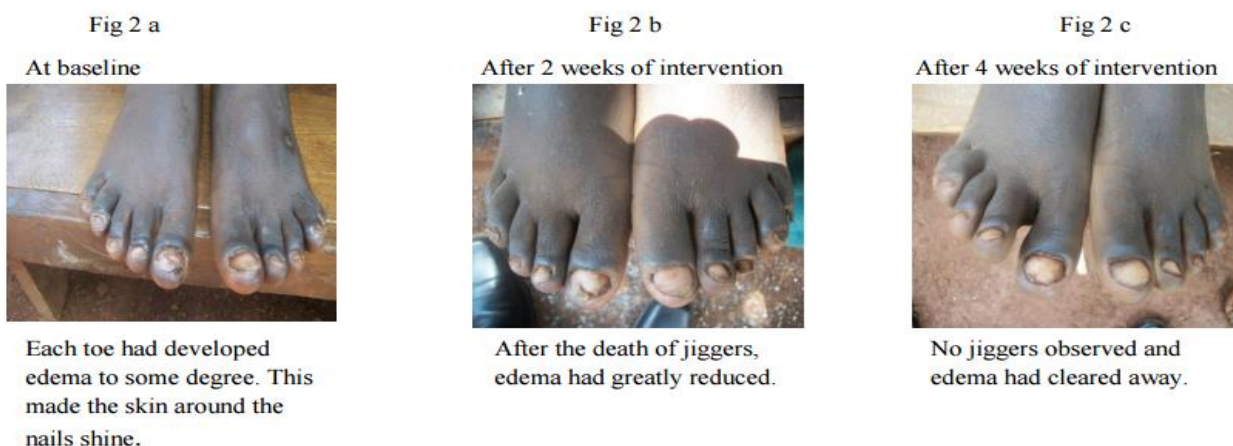 Fig 2 a
At baseline
Each toe had developed
edema to some degree. This
made the skin around the
nails shine.
Fig 2 b
After 2 weeks of intervention
After the death of jiggers,
edema had greatly reduced.
Fig 2 c
After 4 weeks of intervention
No jiggers observed and
edema had cleared away.